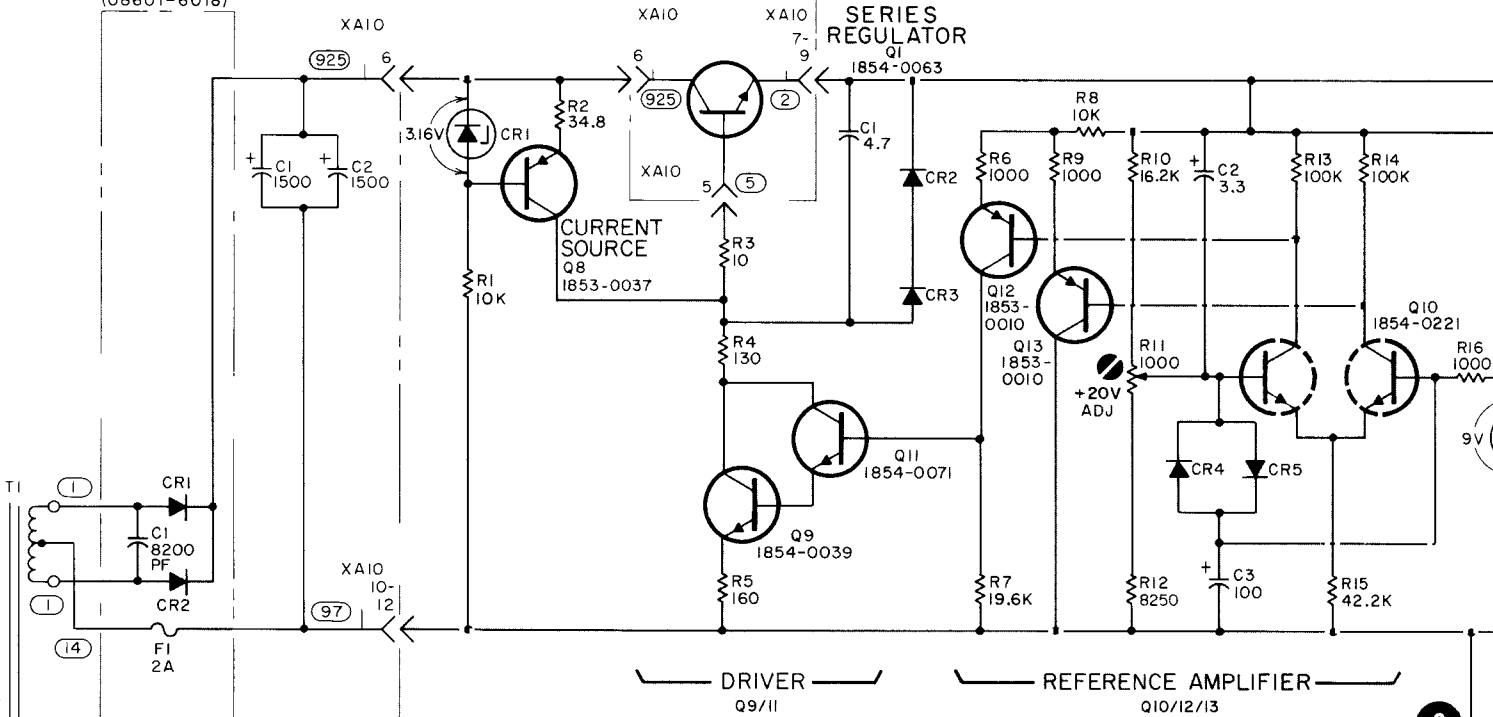 (08601-6018)
XA10
XA10
XA10
SERIES
REGULATOR
Q1
1854-0063
7-
9
6
6
925
925
2
R2
34.8
3.16V
CR1
C1
4.7
R8
10K
+
C1
1500
+
C2
1500
XA10
5
5
CR2
R6
1000
R9
1000
R10
16.2K
+
C2
3.3
R13
100K
R14
100K
CURRENT
SOURCE
Q8
1853-0037
R3
10
R1
10K
CR3
Q12
1853-
0010
Q13
1853-
0010
R11
1000
+20V
ADJ
Q10
1854-0221
R16
1000
R4
130
Q11
1854-0071
CR4
CR5
9V
T1
1
CR1
C1
8200
PF
CR2
1
14
F1
2A
XA10
10-
12
97
Q9
1854-0039
R5
160
R7
19.6K
R12
8250
+
C3
100
R15
42.2K
DRIVER
Q9/11
REFERENCE AMPLIFIER
Q10/12/13